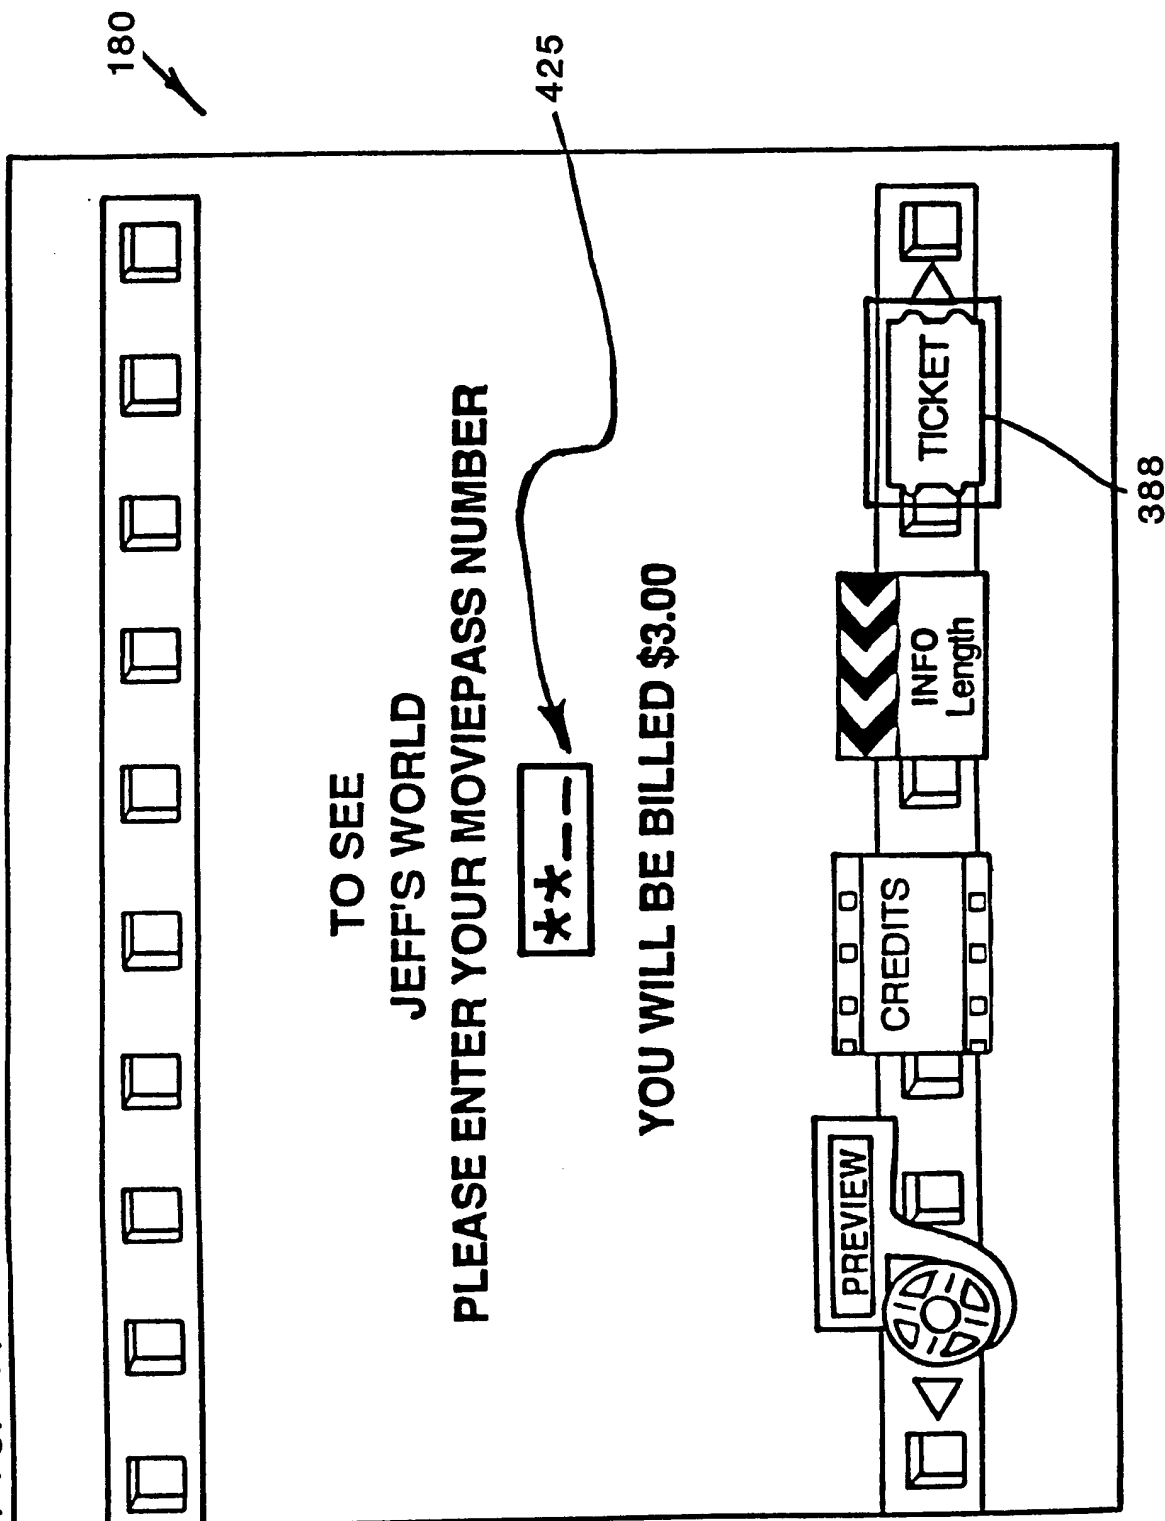 180
TO SEE
JEFF'S WORLD
PLEASE ENTER YOUR MOVIEPASS NUMBER
**--
425
YOU WILL BE BILLED $3.00
PREVIEW
CREDITS
INFO
Length
TICKET
388